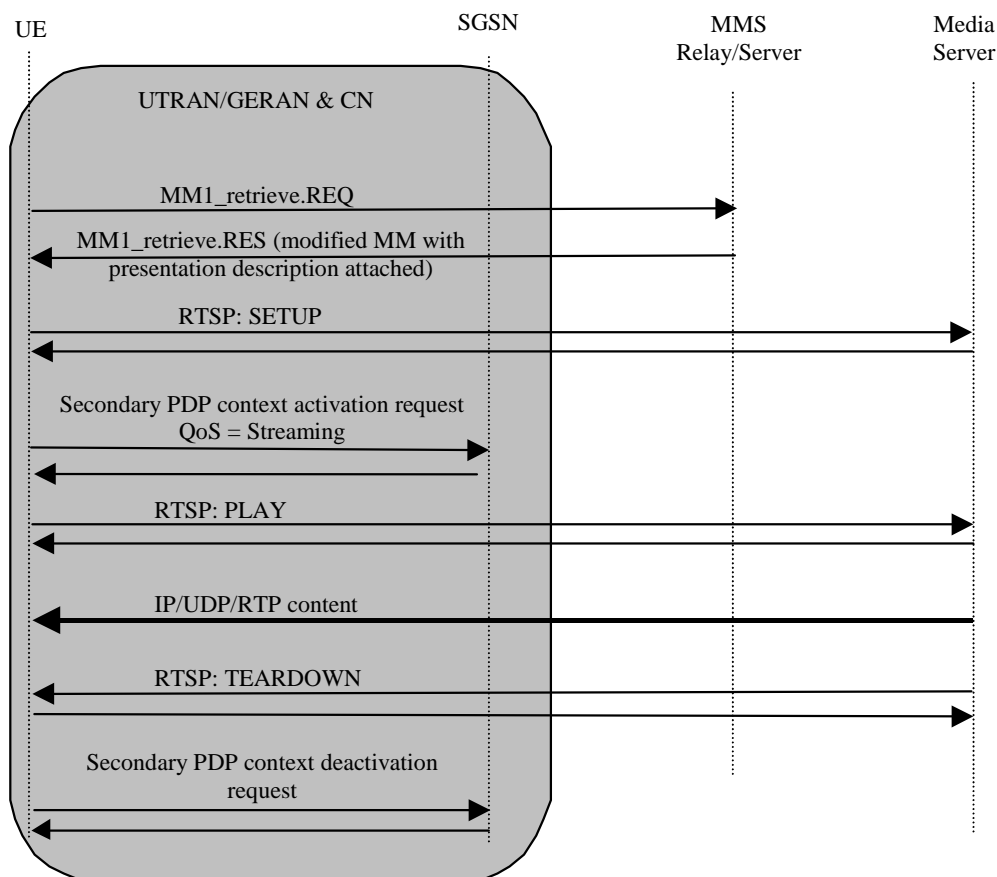 UE
SGSN
MMS
Relay/Server
Media
Server
UTRAN/GERAN & CN
MM1_retrieve.REQ
MM1_retrieve.RES (modified MM with
presentation description attached)
RTSP: SETUP
Secondary PDP context activation request
QoS = Streaming
RTSP: PLAY
IP/UDP/RTP content
RTSP: TEARDOWN
Secondary PDP context deactivation
request